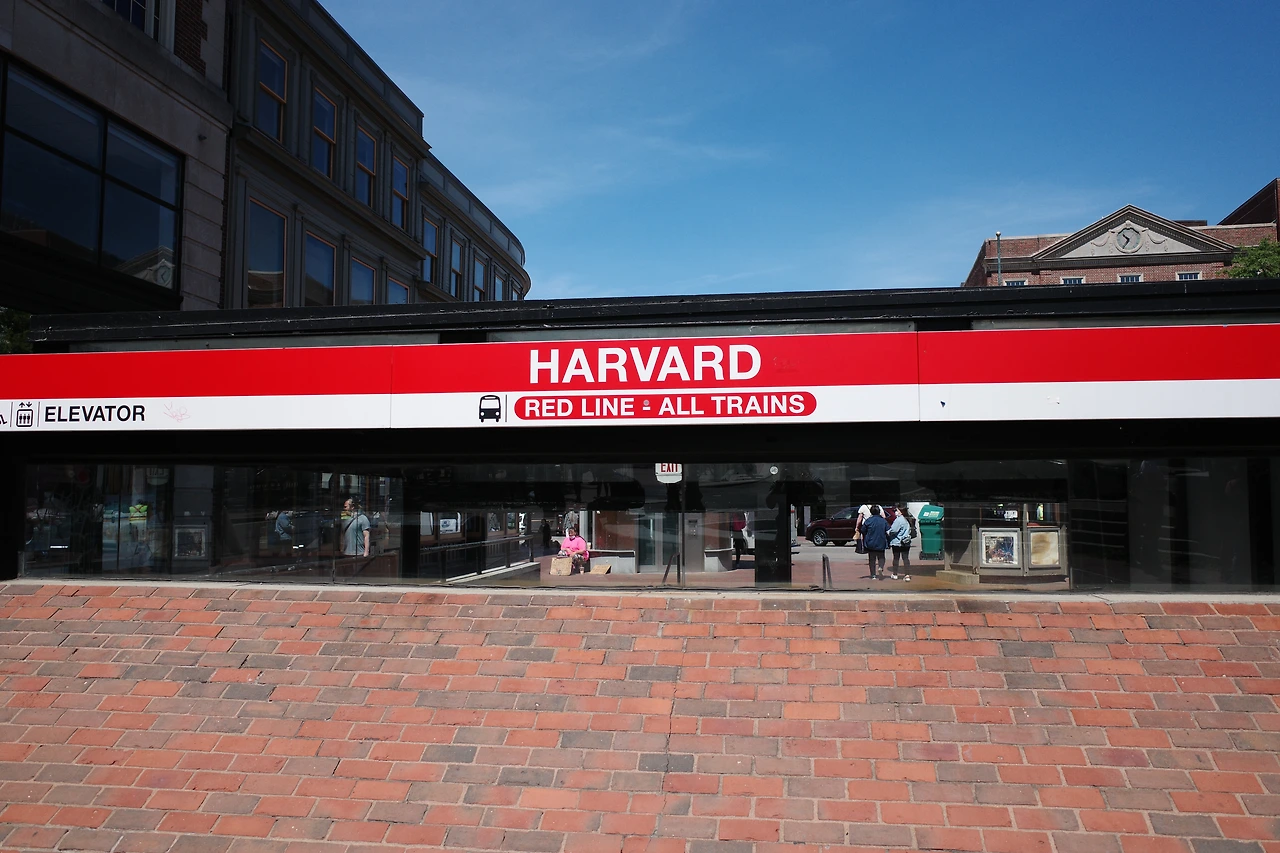 HARVARD
ELEVATOR
RED LINE · ALL TRAINS
EXIT